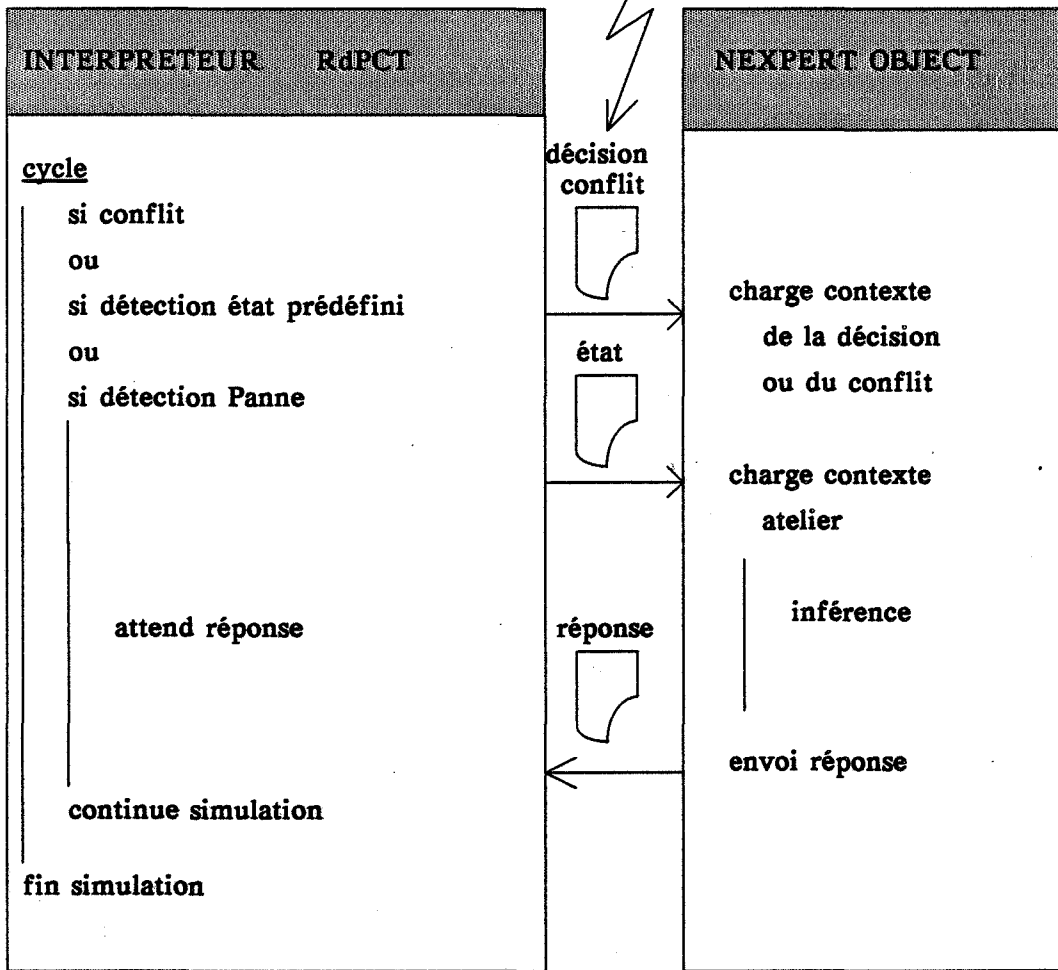 INTERPRETEUR RdPCT
cycle
si conflit
ou
si détection état prédéfini
ou
si détection Panne
attend réponse
continue simulation
fin simulation
décision
conflit
état
réponse
NEXPERT OBJECT
charge contexte
de la décision
ou du conflit
charge contexte
atelier
inférence
envoi réponse